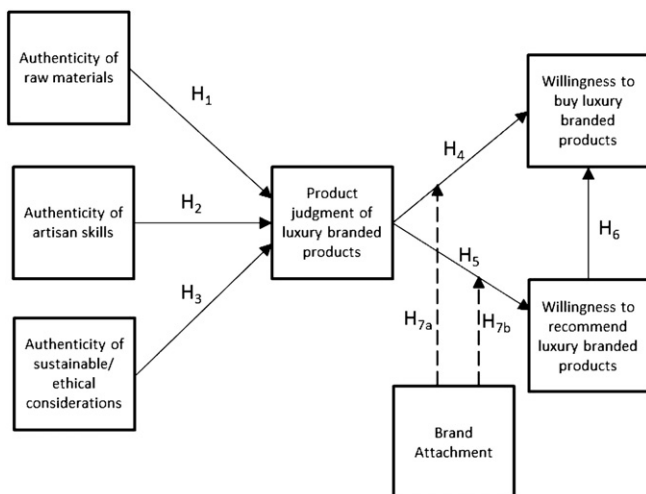 Authenticity of
raw materials
H₁
Authenticity of
artisan skills
H₂
Authenticity of
sustainable/
ethical
considerations
H₃
Product
judgment of
luxury branded
products
H₄
H₅
Willingness to
buy luxury
branded
products
H₆
Willingness to
recommend
luxury branded
products
H₇ₐ
H7b
Brand
Attachment